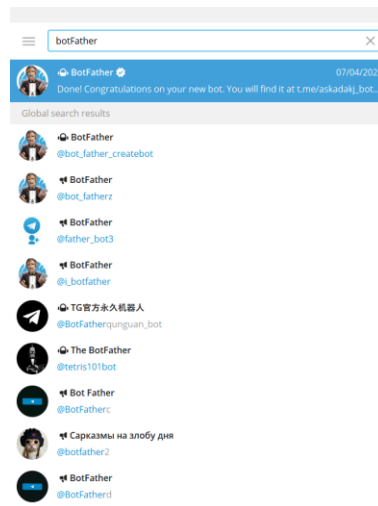 botFather
BotFather 07/04/202
Done! Congratulations on your new bot. You will find it at t.me/askadakj_bot...
Global search results
BotFather
@bot_father_createbot
BotFather
@bot_fatherz
BotFather
@father_bot3
BotFather
@i_botfather
TG官方永久机器人
@BotFatherqunguan_bot
The BotFather
@tetris101bot
Bot Father
@BotFatherc
Сарказмы на злобу дня
@botfather2
BotFather
@BotFatherd